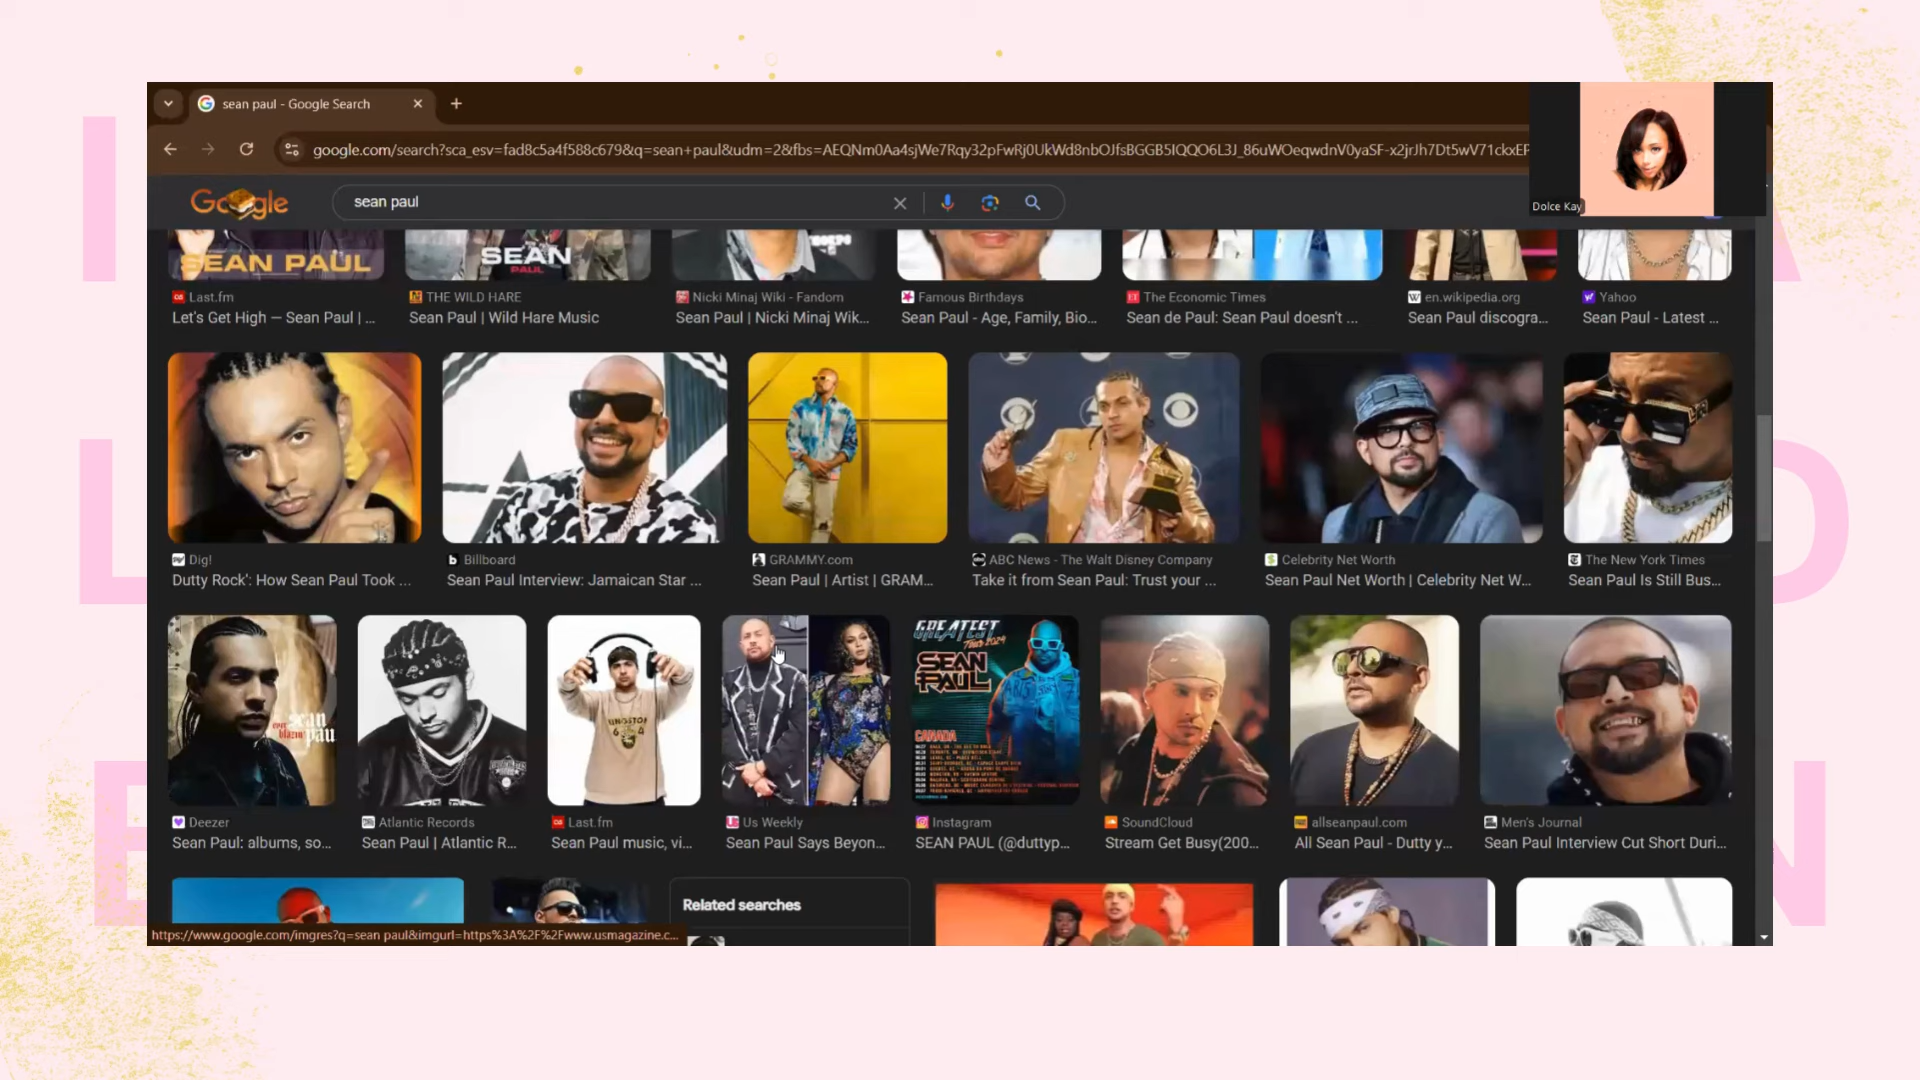 sean paul - Google Search
google.com/search?sca_esv=fad8c5a4f588c679&q=sean+paul&udm=2&fbs=AEQNm0Aa4sjWe7Rqy32pFwRj0UkWd8nbOJfsBGGB5IQQO6L3J_86uWOeqwdnV0yaSF-x2jrJh7Dt5wV71ckxEP
Google
sean paul
Dolce Kay
SEAN PAUL
SEAN
PAUL
Last.fm
Let's Get High — Sean Paul | ...
THE WILD HARE
Sean Paul | Wild Hare Music
Nicki Minaj Wiki - Fandom
Sean Paul | Nicki Minaj Wik...
Famous Birthdays
Sean Paul - Age, Family, Bio...
The Economic Times
Sean de Paul: Sean Paul doesn't ...
en.wikipedia.org
Sean Paul discogra...
Yahoo
Sean Paul - Latest ...
Dig!
Dutty Rock': How Sean Paul Took ...
Billboard
Sean Paul Interview: Jamaican Star ...
GRAMMY.com
Sean Paul | Artist | GRAM...
ABC News - The Walt Disney Company
Take it from Sean Paul: Trust your ...
Celebrity Net Worth
Sean Paul Net Worth | Celebrity Net W...
The New York Times
Sean Paul Is Still Bus...
sean
paul
KINGSTON
GREATEST
Tour 2024
SEAN
PAUL
CANADA
Deezer
Sean Paul: albums, so...
Atlantic Records
Sean Paul | Atlantic R...
Last.fm
Sean Paul music, vi...
Us Weekly
Sean Paul Says Beyon...
Instagram
SEAN PAUL (@duttyp...
SoundCloud
Stream Get Busy(200...
allseanpaul.com
All Sean Paul - Dutty y...
Men's Journal
Sean Paul Interview Cut Short Duri...
Related searches
https://www.google.com/imgres?q=sean paul&imgurl=https%3A%2F%2Fwww.usmagazine.c...